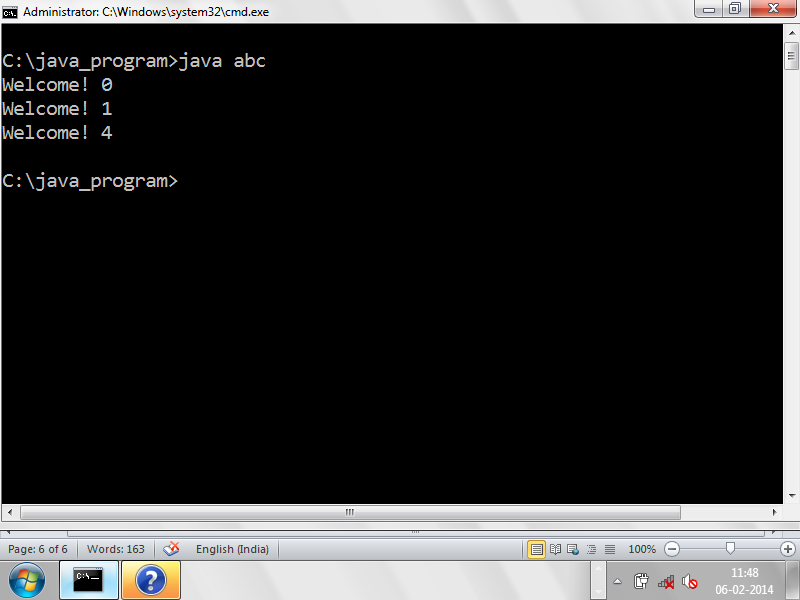 Administrator: C:\Windows\system32\cmd.exe
C:\java_program>java abc
Welcome! 0
Welcome! 1
Welcome! 4
C:\java_program>
Page: 6 of 6 Words: 163 English (India) 100%
C:\_
11:48
06-02-2014